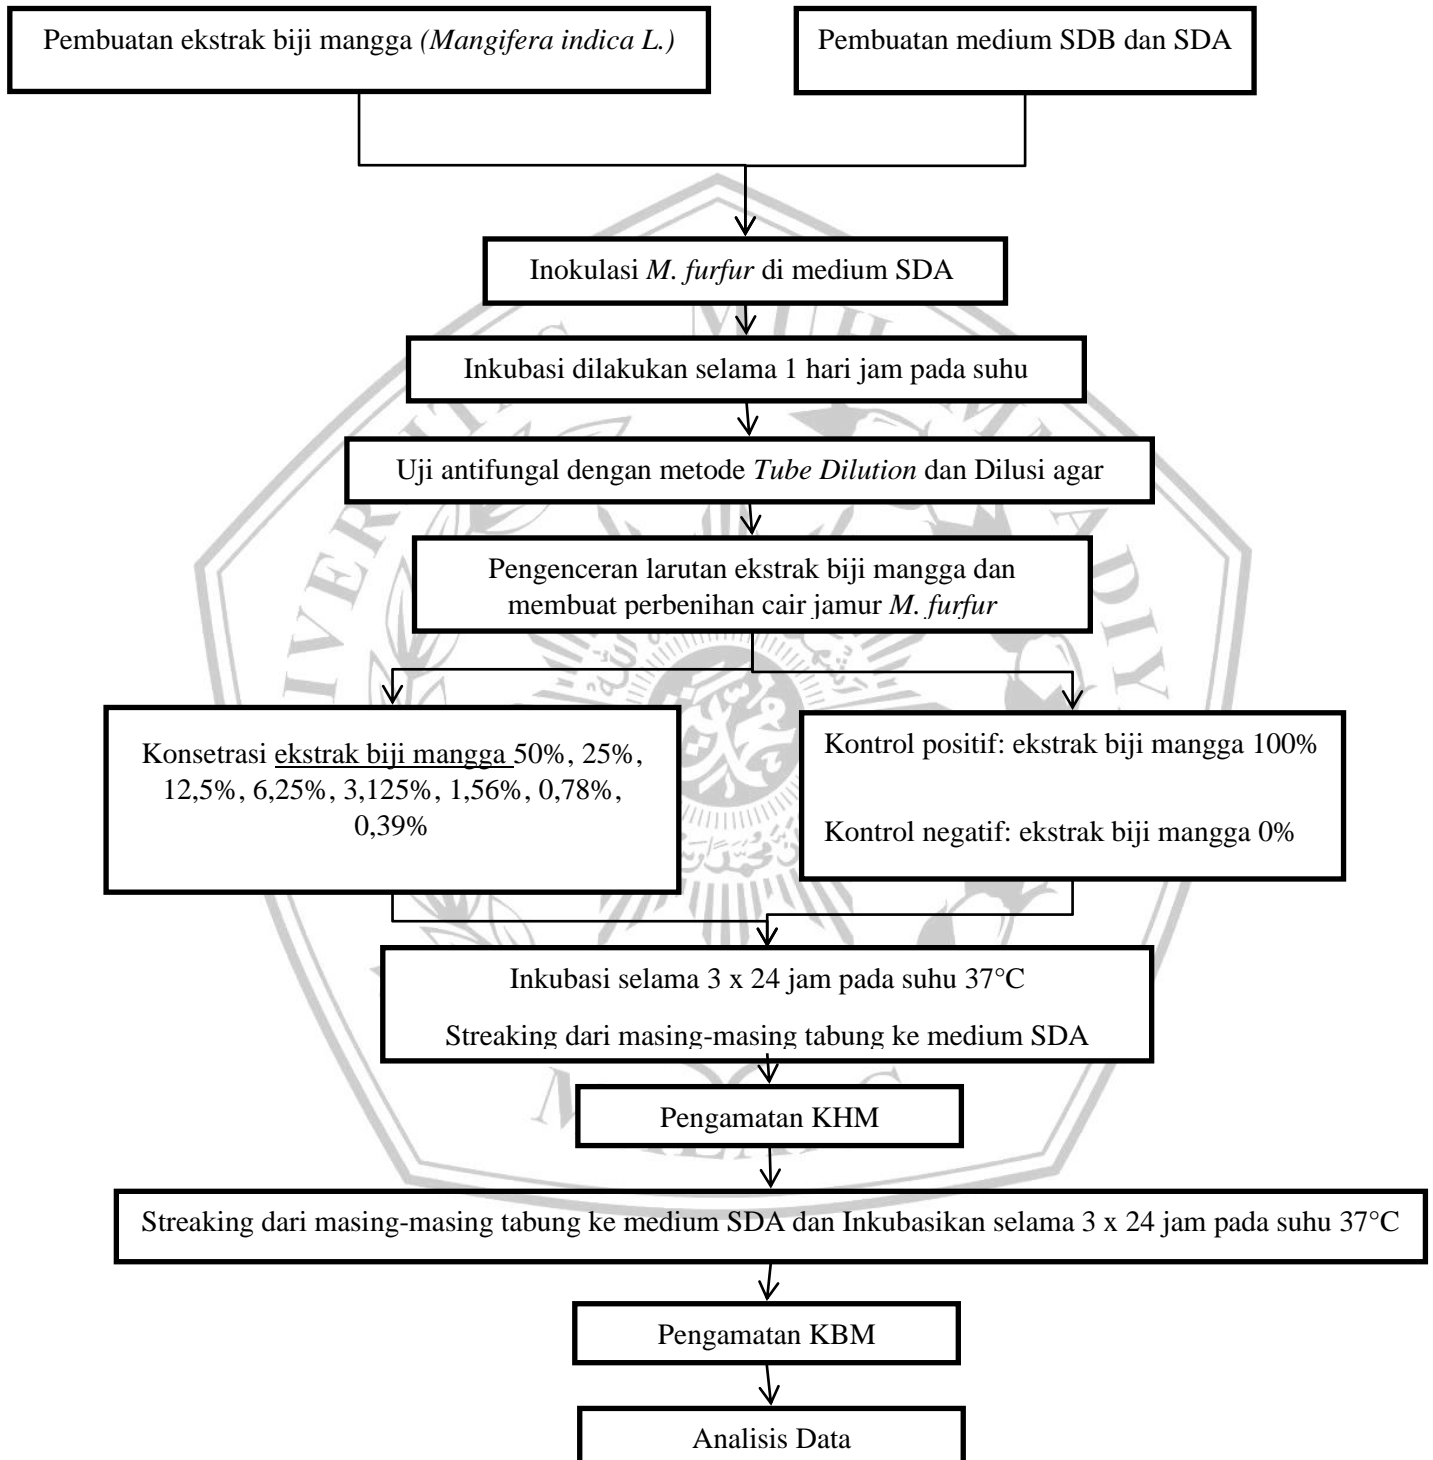 Pembuatan ekstrak biji mangga (Mangifera indica L.)
Pembuatan medium SDB dan SDA
Inokulasi M. furfur di medium SDA
Inkubasi dilakukan selama 1 hari jam pada suhu
Uji antifungal dengan metode Tube Dilution dan Dilusi agar
Pengenceran larutan ekstrak biji mangga dan
membuat perbenihan cair jamur M. furfur
Konsetrasi ekstrak biji mangga 50%, 25%,
12,5%, 6,25%, 3,125%, 1,56%, 0,78%,
0,39%
Kontrol positif: ekstrak biji mangga 100%
Kontrol negatif: ekstrak biji mangga 0%
Inkubasi selama 3 x 24 jam pada suhu 37°C
Streaking dari masing-masing tabung ke medium SDA
Pengamatan KHM
Streaking dari masing-masing tabung ke medium SDA dan Inkubasikan selama 3 x 24 jam pada suhu 37°C
Pengamatan KBM
Analisis Data